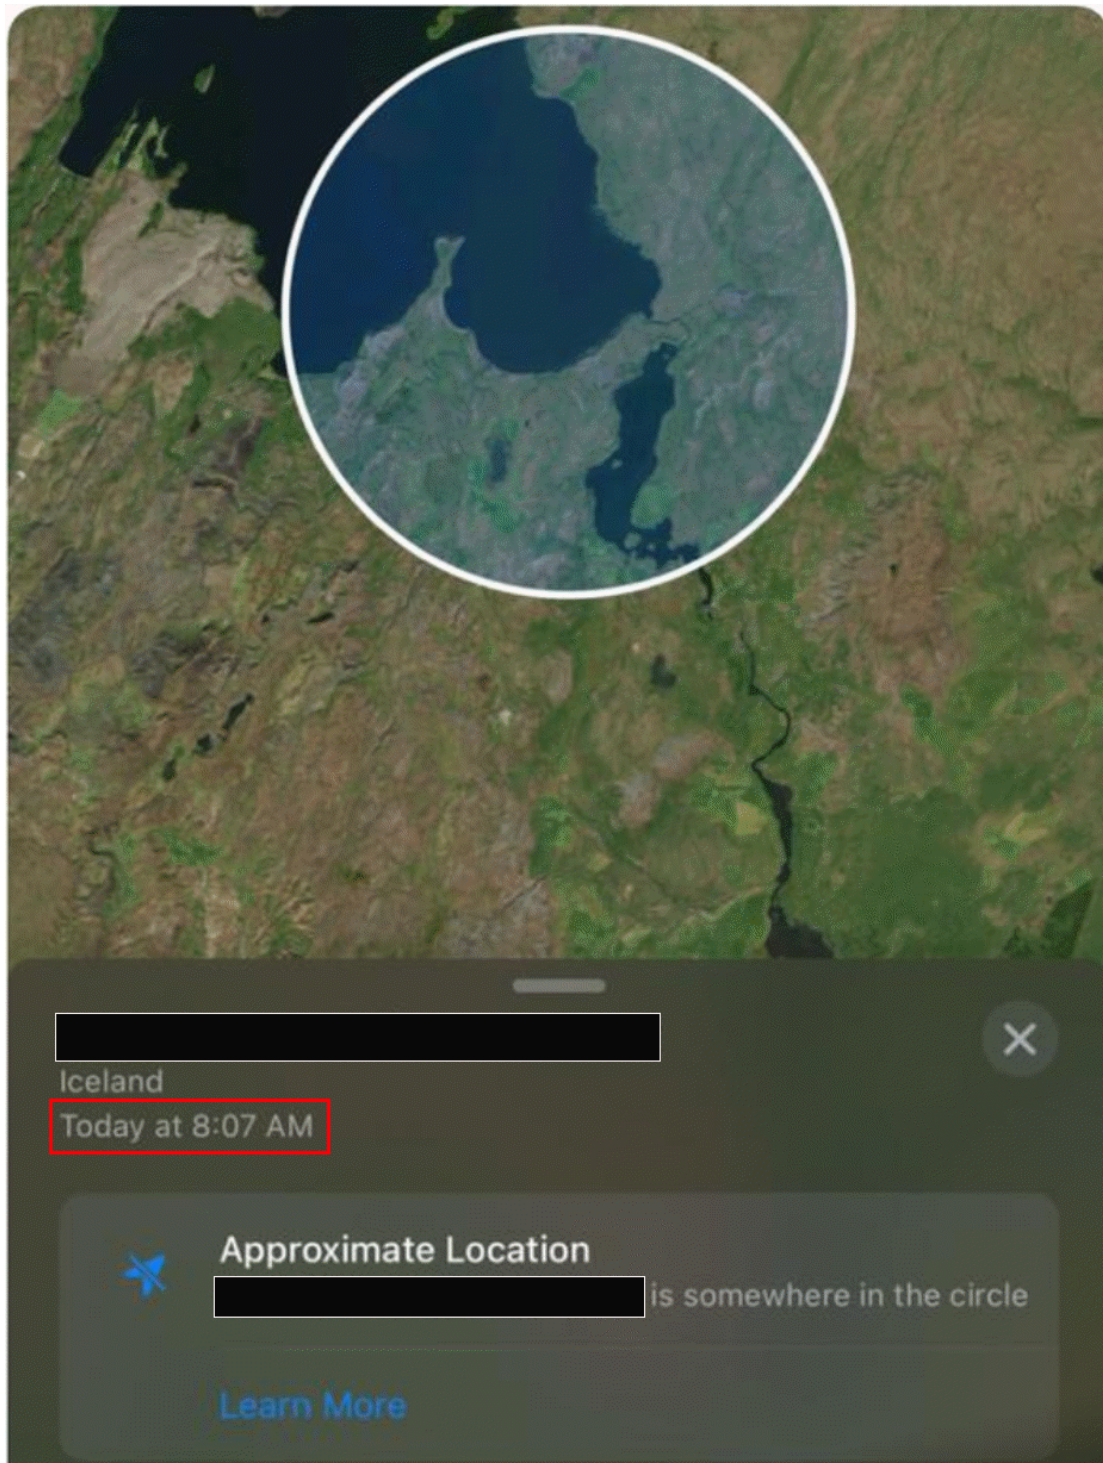 Iceland
Today at 8:07 AM
Approximate Location
is somewhere in the circle
Learn More